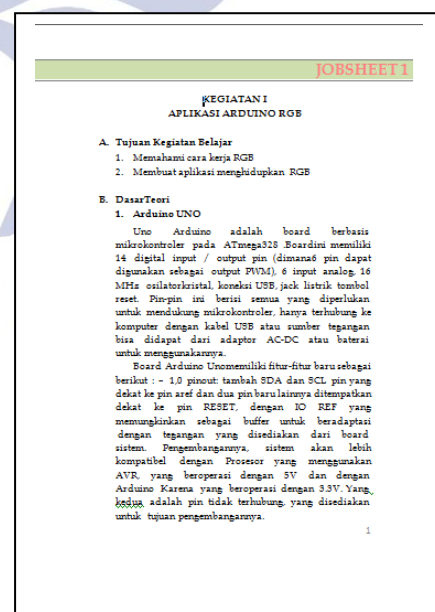 JOBSHEET 1
KEGIATAN I
APLIKASI ARDUINO RGB
A. Tujuan Kegiatan Belajar
1. Memahami cara kerja RGB
2. Membuat aplikasi menghidupkan RGB
B. DasarTeori
1. Arduino UNO
Uno Arduino adalah board berbasis
mikrokontroler pada ATmega328 .Boardini memiliki
14 digital input / output pin (dimana6 pin dapat
digunakan sebagai output PWM), 6 input analog, 16
MHz osilatorkristal, koneksi USB, jack listrik tombol
reset. Pin-pin ini berisi semua yang diperlukan
untuk mendukung mikrokontroler, hanya terhubung ke
komputer dengan kabel USB atau sumber tegangan
bisa didapat dari adaptor AC-DC atau baterai
untuk menggunakannya.
Board Arduino Unomemiliki fitur-fitur baru sebagai
berikut : – 1,0 pinout: tambah SDA dan SCL pin yang
dekat ke pin aref dan dua pin baru lainnya ditempatkan
dekat ke pin RESET, dengan IO REF yang
memungkinkan sebagai buffer untuk beradaptasi
dengan tegangan yang disediakan dari board
sistem. Pengembangannya, sistem akan lebih
kompatibel dengan Prosesor yang menggunakan
AVR, yang beroperasi dengan 5V dan dengan
Arduino Karena yang beroperasi dengan 3.3V. Yang
kedua adalah pin tidak terhubung, yang disediakan
untuk tujuan pengembangannya.
1